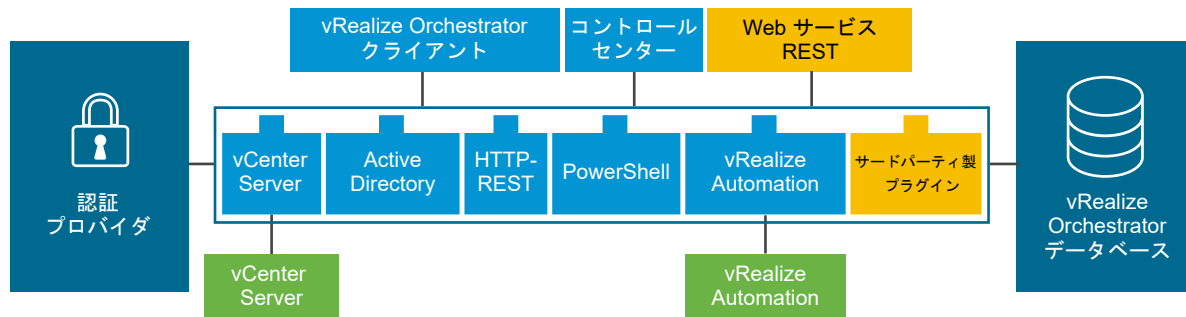 vRealize Orchestrator
クライアント
コントロール
センター
Web サービス
REST
認証
プロバイダ
vCenter
Server
Active
Directory
HTTP-
REST
PowerShell
vRealize
Automation
サードパーティ製
プラグイン
vRealize
Orchestrator
データベース
vCenter
Server
vRealize
Automation